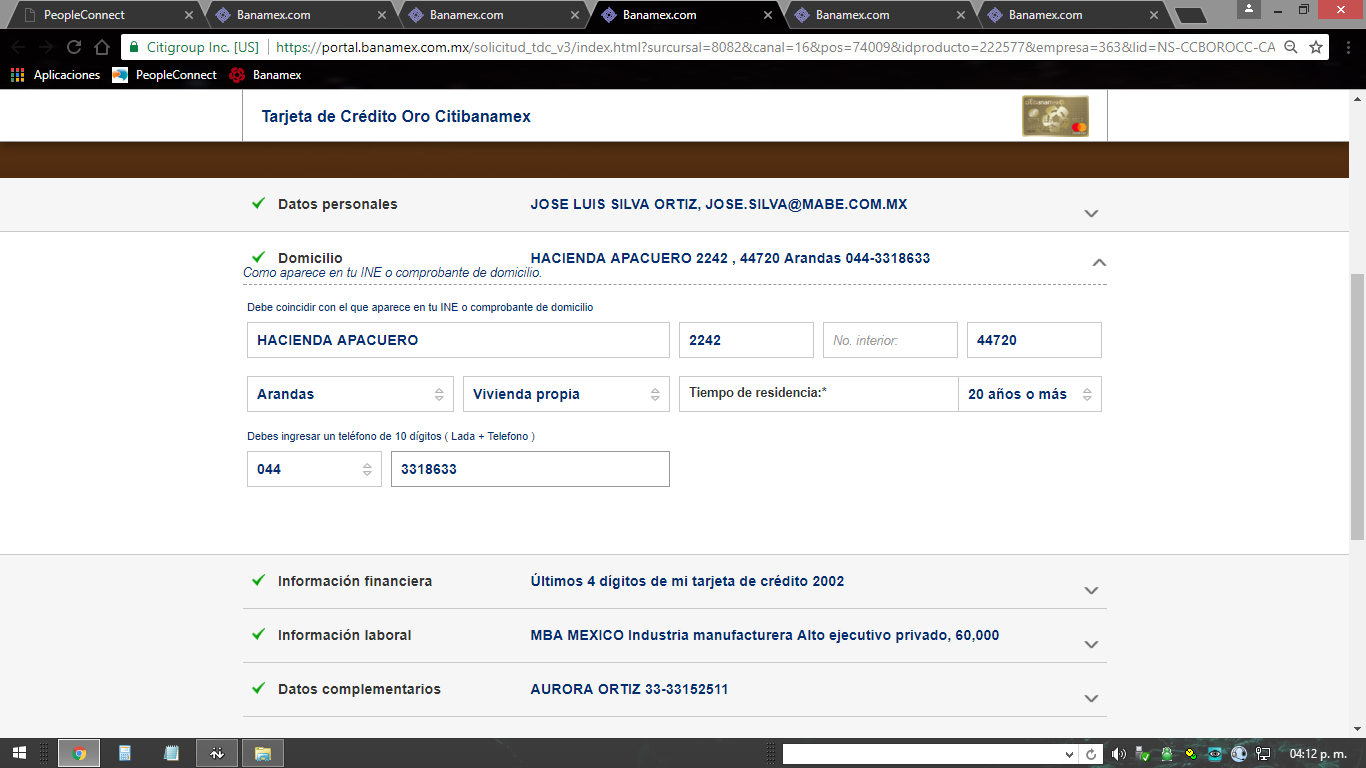 PeopleConnect
Banamex.com
Banamex.com
Banamex.com
Banamex.com
Banamex.com
Citigroup Inc. [US] https://portal.banamex.com.mx/solicitud_tdc_v3/index.html?sursursal=8082&canal=16&pos=74009&idproducto=222577&empresa=363&lid=NS-CCBOROCC-CA
Aplicaciones PeopleConnect Banamex
Tarjeta de Crédito Oro Citibanamex
Datos personales JOSE LUIS SILVA ORTIZ, JOSE.SILVA@MABE.COM.MX
Domicilio HACIENDA APACUERO 2242 , 44720 Arandas 044-3318633
Como aparece en tu INE o comprobante de domicilio.
Debe coincidir con el que aparece en tu INE o comprobante de domicilio
HACIENDA APACUERO 2242 No. interior: 44720
Arandas Vivienda propia Tiempo de residencia:* 20 años o más
Debes ingresar un teléfono de 10 dígitos ( Lada + Telefono )
044 3318633
Información financiera Últimos 4 dígitos de mi tarjeta de crédito 2002
Información laboral MBA MEXICO Industria manufacturera Alto ejecutivo privado, 60,000
Datos complementarios AURORA ORTIZ 33-33152511
04:12 p. m.